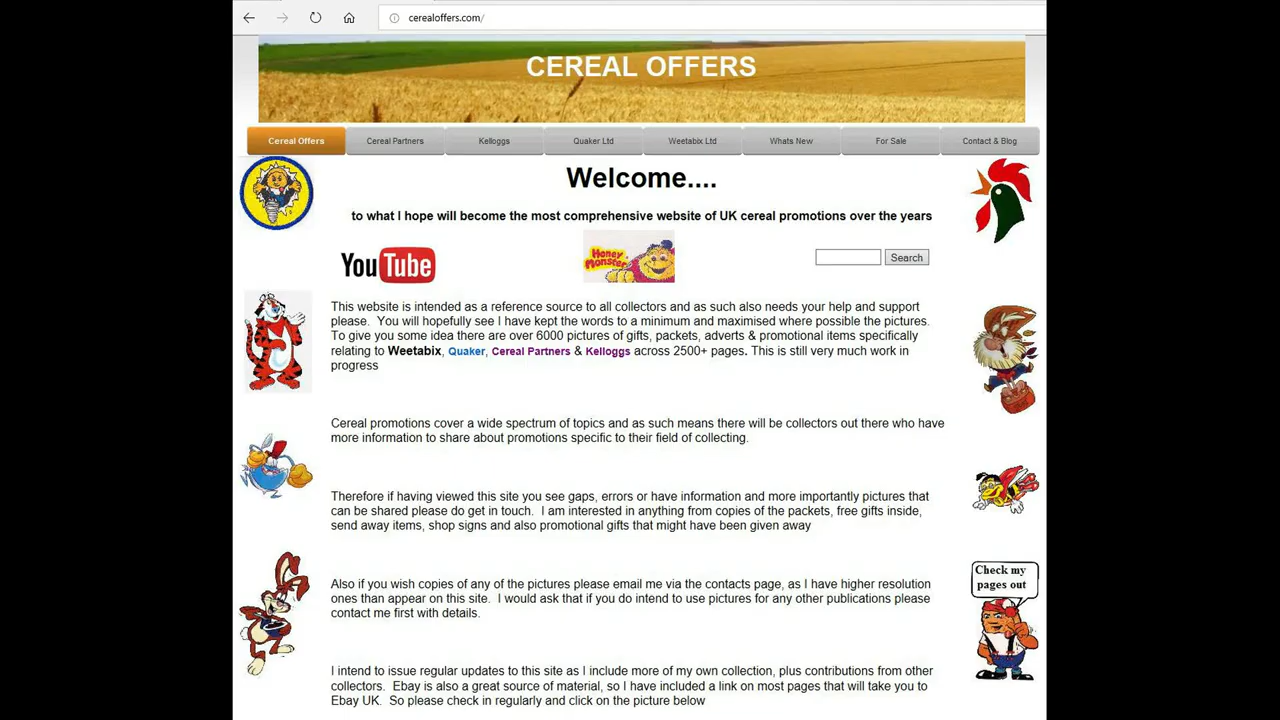 cerealoffers.com/
CEREAL OFFERS
Cereal Offers
Cereal Partners
Kelloggs
Quaker Ltd
Weetabix Ltd
Whats New
For Sale
Contact & Blog
Welcome....
to what I hope will become the most comprehensive website of UK cereal promotions over the years
YouTube
Honey
Monster
Search
This website is intended as a reference source to all collectors and as such also needs your help and support
please.  You will hopefully see I have kept the words to a minimum and maximised where possible the pictures.
To give you some idea there are over 6000 pictures of gifts, packets, adverts & promotional items specifically
relating to Weetabix, Quaker, Cereal Partners & Kelloggs across 2500+ pages. This is still very much work in
progress
Cereal promotions cover a wide spectrum of topics and as such means there will be collectors out there who have
more information to share about promotions specific to their field of collecting.
Therefore if having viewed this site you see gaps, errors or have information and more importantly pictures that
can be shared please do get in touch.  I am interested in anything from copies of the packets, free gifts inside,
send away items, shop signs and also promotional gifts that might have been given away
Also if you wish copies of any of the pictures please email me via the contacts page, as I have higher resolution
ones than appear on this site.  I would ask that if you do intend to use pictures for any other publications please
contact me first with details.
Check my
pages out
I intend to issue regular updates to this site as I include more of my own collection, plus contributions from other
collectors.  Ebay is also a great source of material, so I have included a link on most pages that will take you to
Ebay UK.  So please check in regularly and click on the picture below